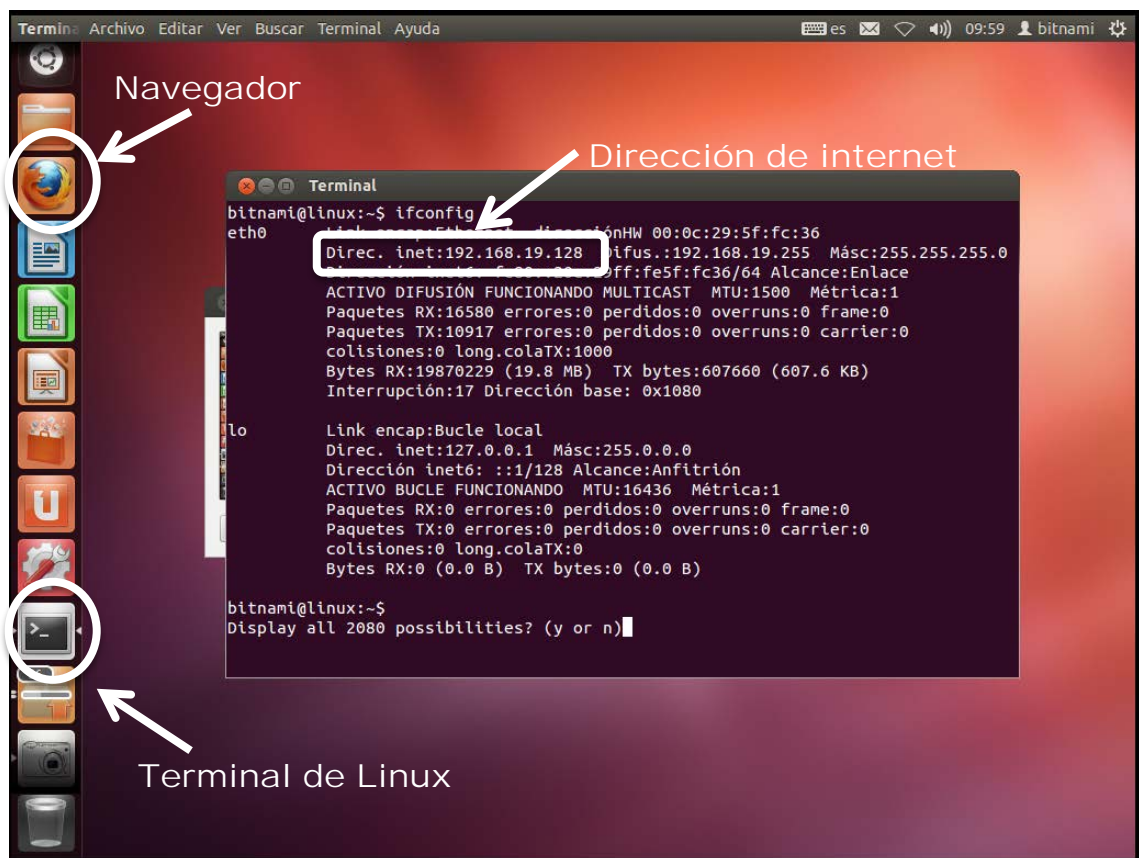 Termina Archivo Editar Ver Buscar Terminal Ayuda es 09:59 bitnami
Navegador
Dirección de internet
Terminal
bitnami@linux:~$ ifconfig
eth0 Link encap:Ethernet direcciónHW 00:0c:29:5f:fc:36
Direc. inet:192.168.19.128 Difus.:192.168.19.255 Másc:255.255.255.0
Dirección inet6: :fe5f:fc36/64 Alcance:Enlace
ACTIVO DIFUSIÓN FUNCIONANDO MULTICAST MTU:1500 Métrica:1
Paquetes RX:16580 errores:0 perdidos:0 overruns:0 frame:0
Paquetes TX:10917 errores:0 perdidos:0 overruns:0 carrier:0
colisiones:0 long.colaTX:1000
Bytes RX:19870229 (19.8 MB) TX bytes:607660 (607.6 KB)
Interrupción:17 Dirección base: 0x1080
lo Link encap:Bucle local
Direc. inet:127.0.0.1 Másc:255.0.0.0
Dirección inet6: ::1/128 Alcance:Anfitrión
ACTIVO BUCLE FUNCIONANDO MTU:16436 Métrica:1
Paquetes RX:0 errores:0 perdidos:0 overruns:0 frame:0
Paquetes TX:0 errores:0 perdidos:0 overruns:0 carrier:0
colisiones:0 long.colaTX:0
Bytes RX:0 (0.0 B) TX bytes:0 (0.0 B)
bitnami@linux:~$
Display all 2080 possibilities? (y or n)
Terminal de Linux